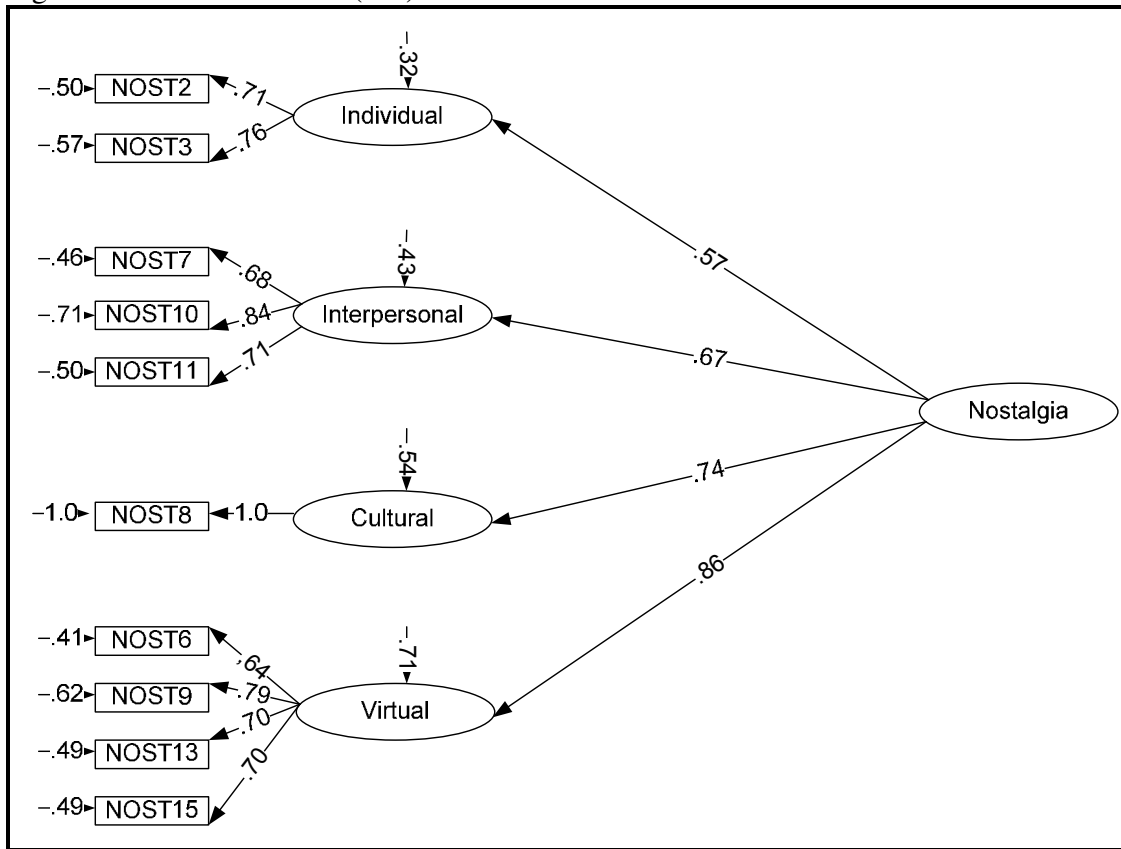 –.32
–.50 NOST2 .71
Individual
–.57 NOST3 .76
.57
–.46 NOST7 .68
–.43
–.71 NOST10 .84
Interpersonal
–.50 NOST11 .71
.67
Nostalgia
–.54
.74
–1.0 NOST8 1.0
Cultural
.86
–.41 NOST6 .64
–.71
–.62 NOST9 .79
Virtual
–.49 NOST13 .70
–.49 NOST15 .70